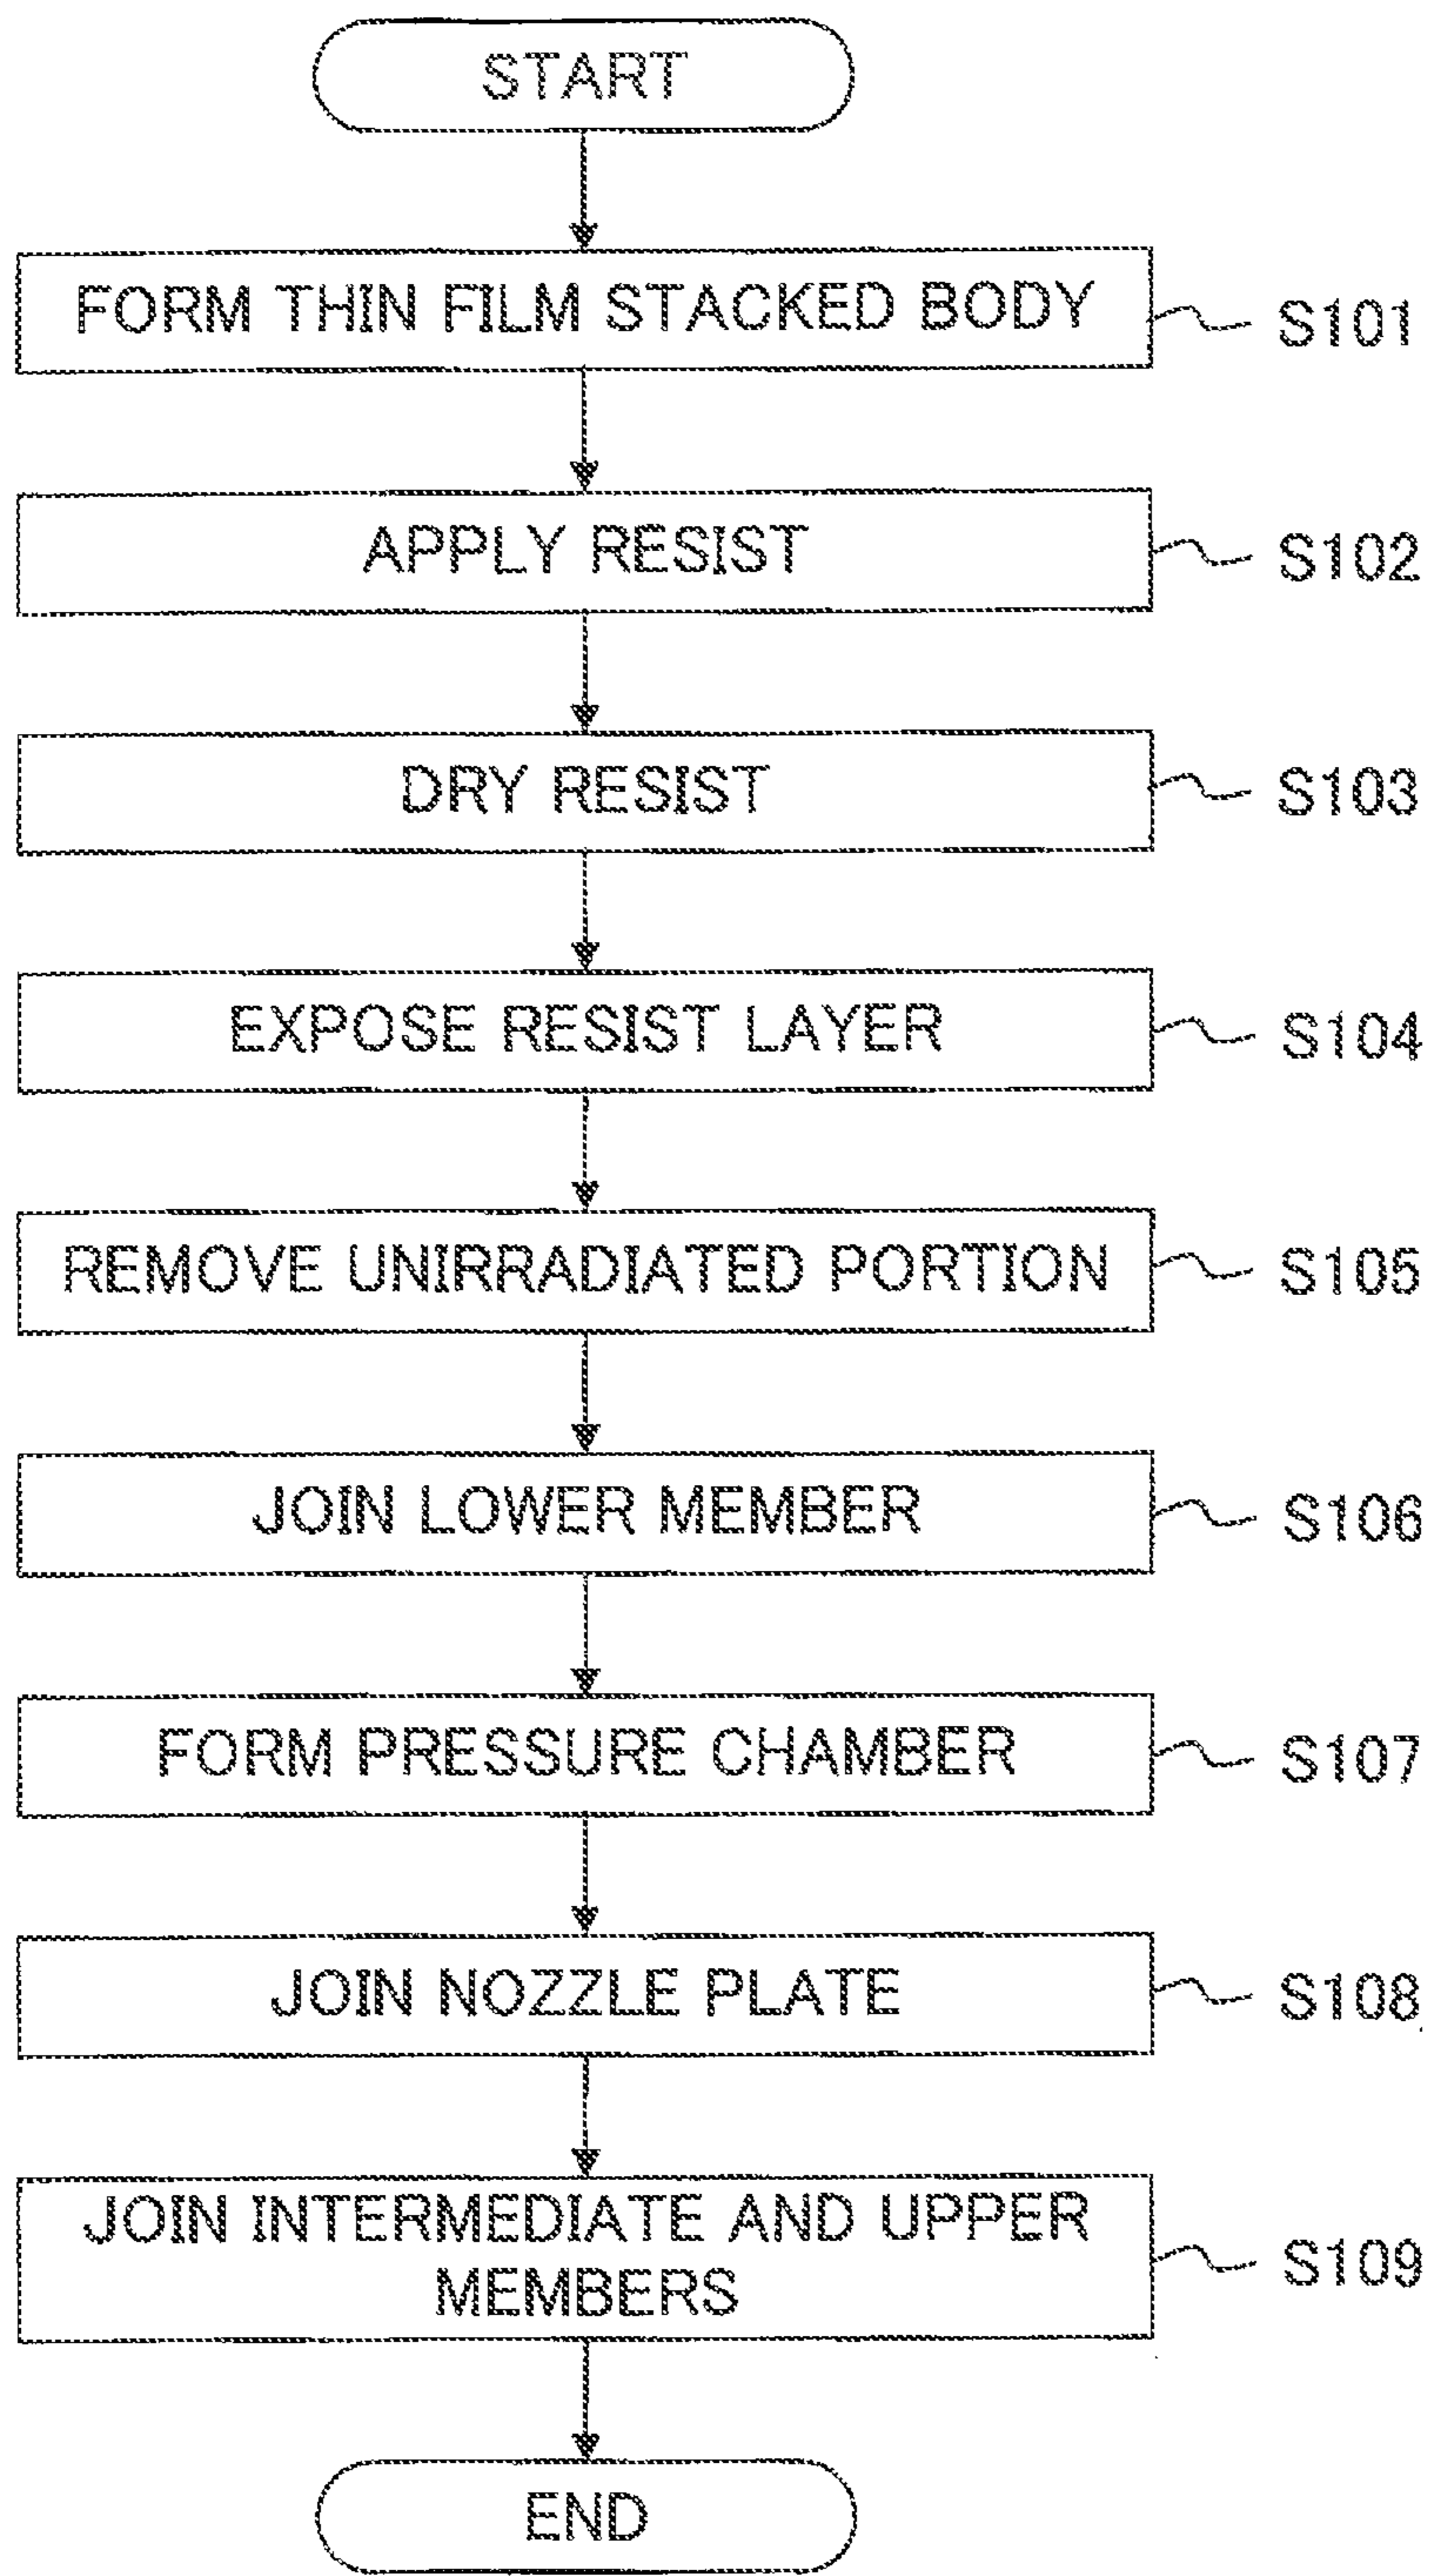 START
FORM THIN FILM STACKED BODY
S101
APPLY RESIST
S102
DRY RESIST
S103
EXPOSE RESIST LAYER
S104
REMOVE UNIRRADIATED PORTION
S105
JOIN LOWER MEMBER
S106
FORM PRESSURE CHAMBER
S107
JOIN NOZZLE PLATE
S108
JOIN INTERMEDIATE AND UPPER
MEMBERS
S109
END